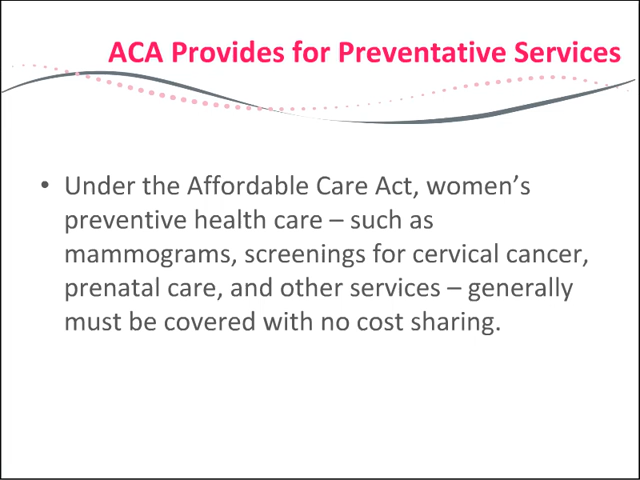 ACA Provides for Preventative Services
• Under the Affordable Care Act, women’s
preventive health care – such as
mammograms, screenings for cervical cancer,
prenatal care, and other services – generally
must be covered with no cost sharing.